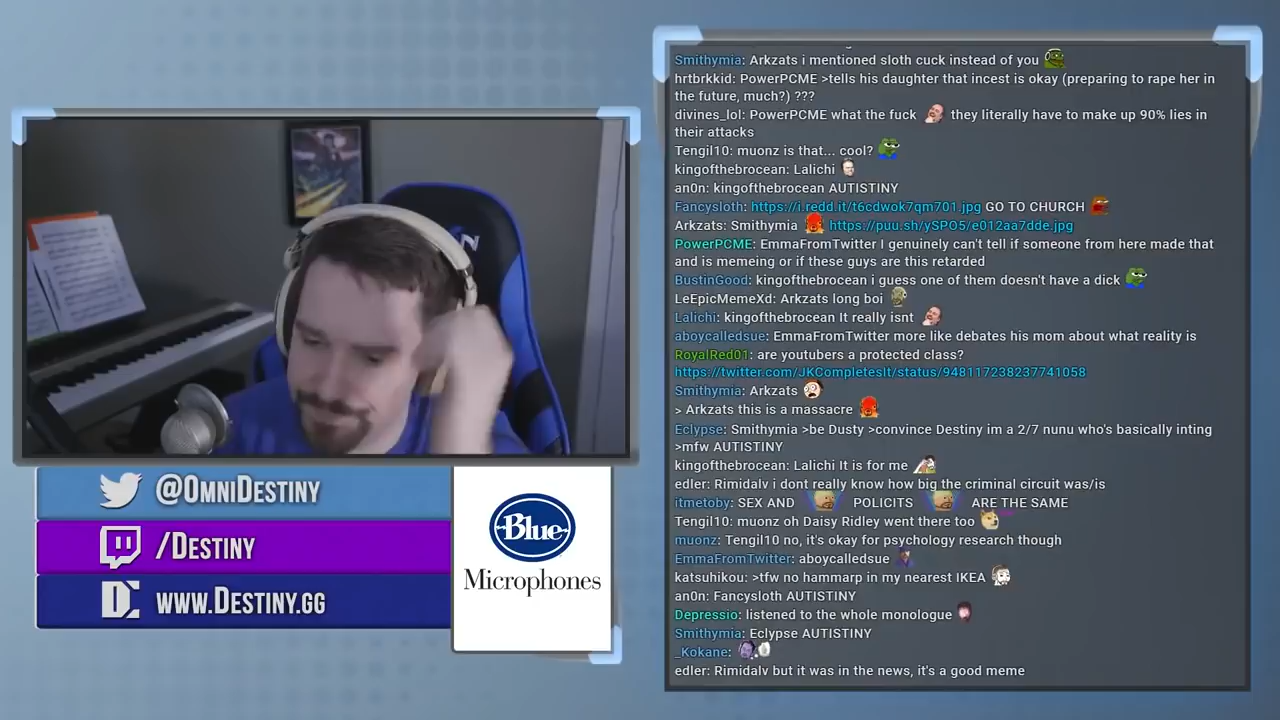 Smithymia: Arkzats i mentioned sloth cuck instead of you
hrtbrkkid: PowerPCME >tells his daughter that incest is okay (preparing to rape her in
the future, much?) ???
divines_lol: PowerPCME what the fuck they literally have to make up 90% lies in
their attacks
Tengil10: muonz is that... cool?
kingofthebrocean: Lalichi
an0n: kingofthebrocean AUTISTINY
Fancysloth: https://i.redd.it/t6cdwok7qm701.jpg GO TO CHURCH
Arkzats: Smithymia https://puu.sh/ySPO5/e012aa7dde.jpg
PowerPCME: EmmaFromTwitter I genuinely can't tell if someone from here made that
and is memeing or if these guys are this retarded
BustinGood: kingofthebrocean i guess one of them doesn't have a dick
LeEpicMemeXd: Arkzats long boi
Lalichi: kingofthebrocean It really isnt
aboycalledsue: EmmaFromTwitter more like debates his mom about what reality is
RoyalRed01: are youtubers a protected class?
https://twitter.com/JKCompletesIt/status/948117238237741058
Smithymia: Arkzats
> Arkzats this is a massacre
Eclypse: Smithymia >be Dusty >convince Destiny im a 2/7 nunu who's basically inting
>mfw AUTISTINY
kingofthebrocean: Lalichi It is for me
edler: Rimidalv i dont really know how big the criminal circuit was/is
itmetoby: SEX AND POLICITS ARE THE SAME
Tengil10: muonz oh Daisy Ridley went there too
muonz: Tengil10 no, it's okay for psychology research though
EmmaFromTwitter: aboycalledsue
katsuhikou: >tfw no hammarp in my nearest IKEA
an0n: Fancysloth AUTISTINY
Depressio: listened to the whole monologue
Smithymia: Eclypse AUTISTINY
_Kokane:
edler: Rimidalv but it was in the news, it's a good meme
N
@OmniDestiny
/Destiny
www.Destiny.gg
Blue
Microphones